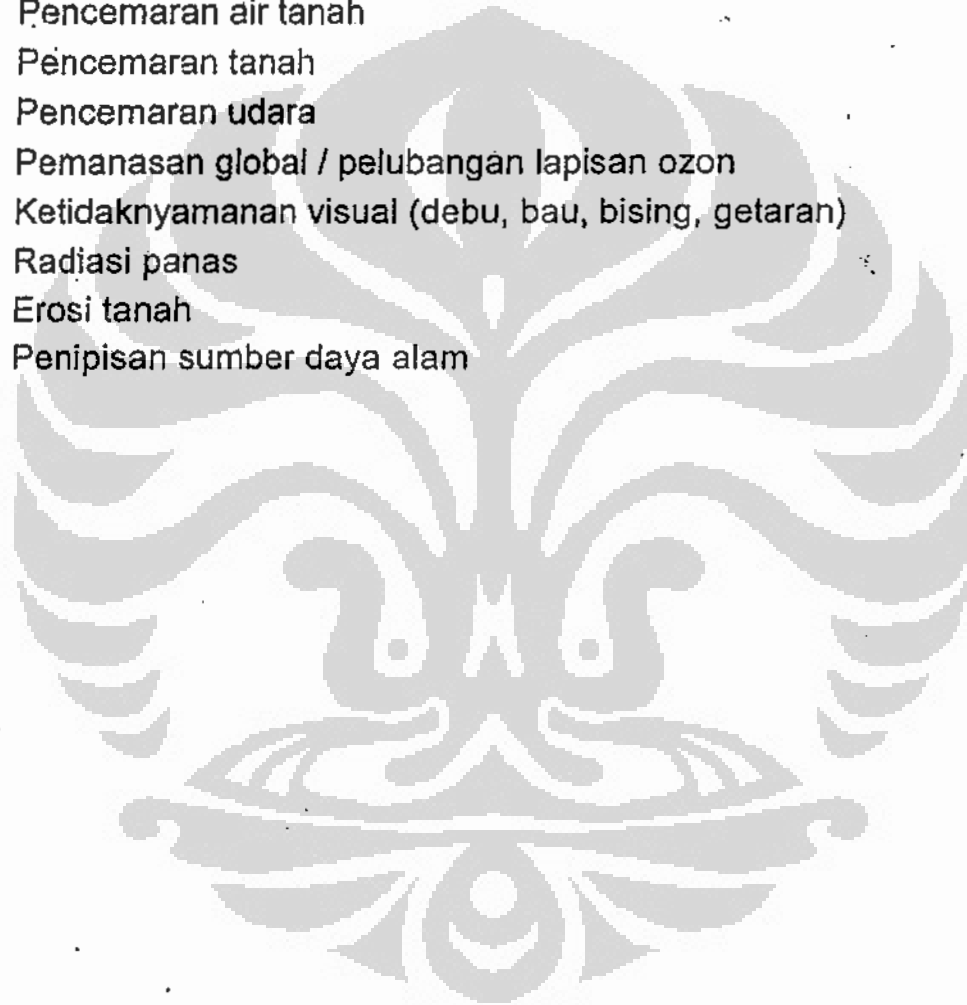 Pencemaran air tanah
Pencemaran tanah
Pencemaran udara
Pemanasan global / pelubangan lapisan ozon
Ketidaknyamanan visual (debu, bau, bising, getaran)
Radiasi panas
Erosi tanah
Penipisan sumber daya alam